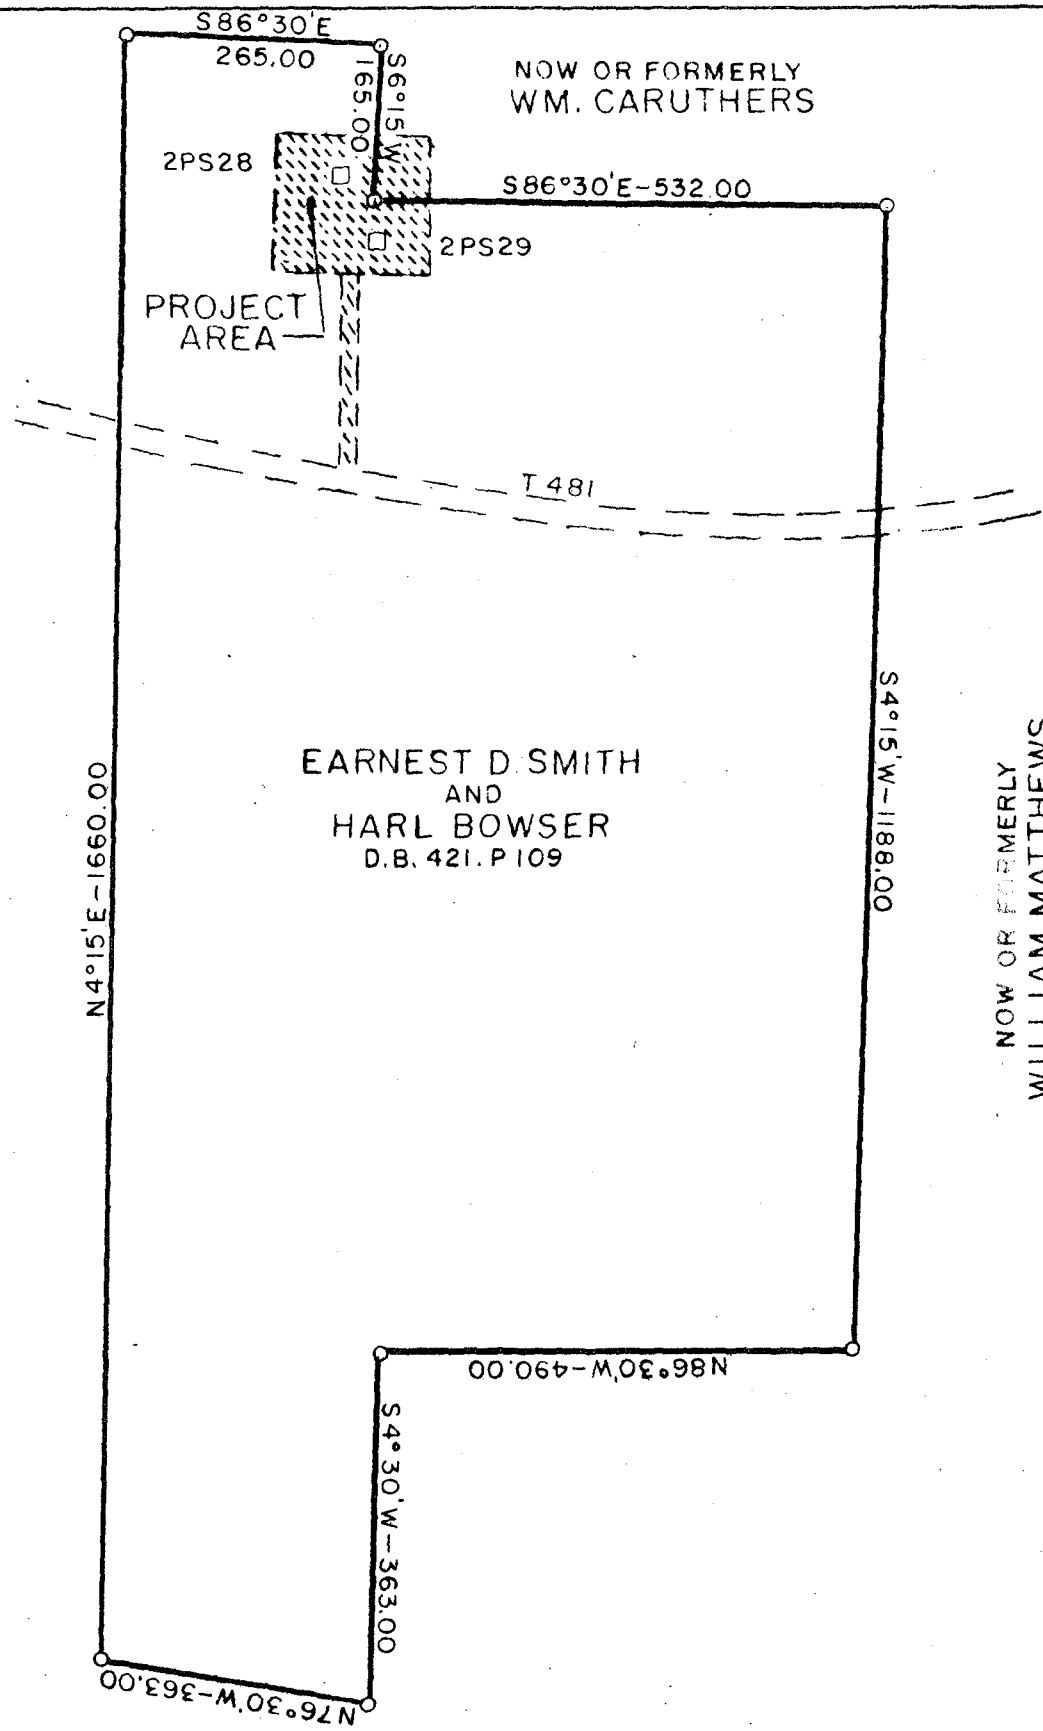 S86°30'E
265.00
S6°15'W
165.00
NOW OR FORMERLY
WM. CARUTHERS
2PS28
S86°30'E-532.00
2PS29
PROJECT
AREA
T 481
EARNEST D. SMITH
AND
HARL BOWSER
D.B. 421. P 109
N4°15'E-1660.00
S4°15'W-1188.00
NOW OR FORMERLY
WILLIAM MATTHEWS
N86°30'W-490.00
S4°30'W-363.00
N76°30'W-363.00